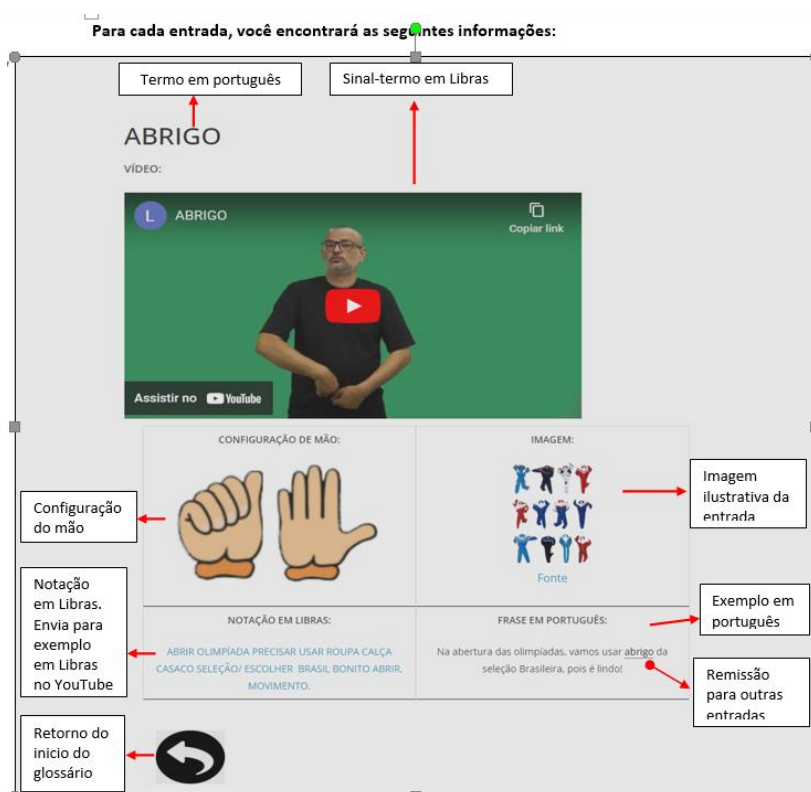 Para cada entrada, você encontrará as seguintes informações:
Termo em português
Sinal-termo em Libras
ABRIGO
VÍDEO:
L ABRIGO
Copiar link
Assistir no YouTube
CONFIGURAÇÃO DE MÃO:
IMAGEM:
Configuração
do mão
Imagem
ilustrativa da
entrada
Fonte
Notação
em Libras.
Envia para
exemplo
em Libras
no YouTube
NOTAÇÃO EM LIBRAS:
ABRIR OLIMPÍADA PRECISAR USAR ROUPA CALÇA
CASACO SELEÇÃO/ ESCOLHER BRASIL BONITO ABRIR,
MOVIMENTO.
FRASE EM PORTUGUÊS:
Na abertura das olimpíadas, vamos usar abrigo da
seleção Brasileira, pois é lindo!
Exemplo em
português
Remissão
para outras
entradas
Retorno do
inicio do
glossário